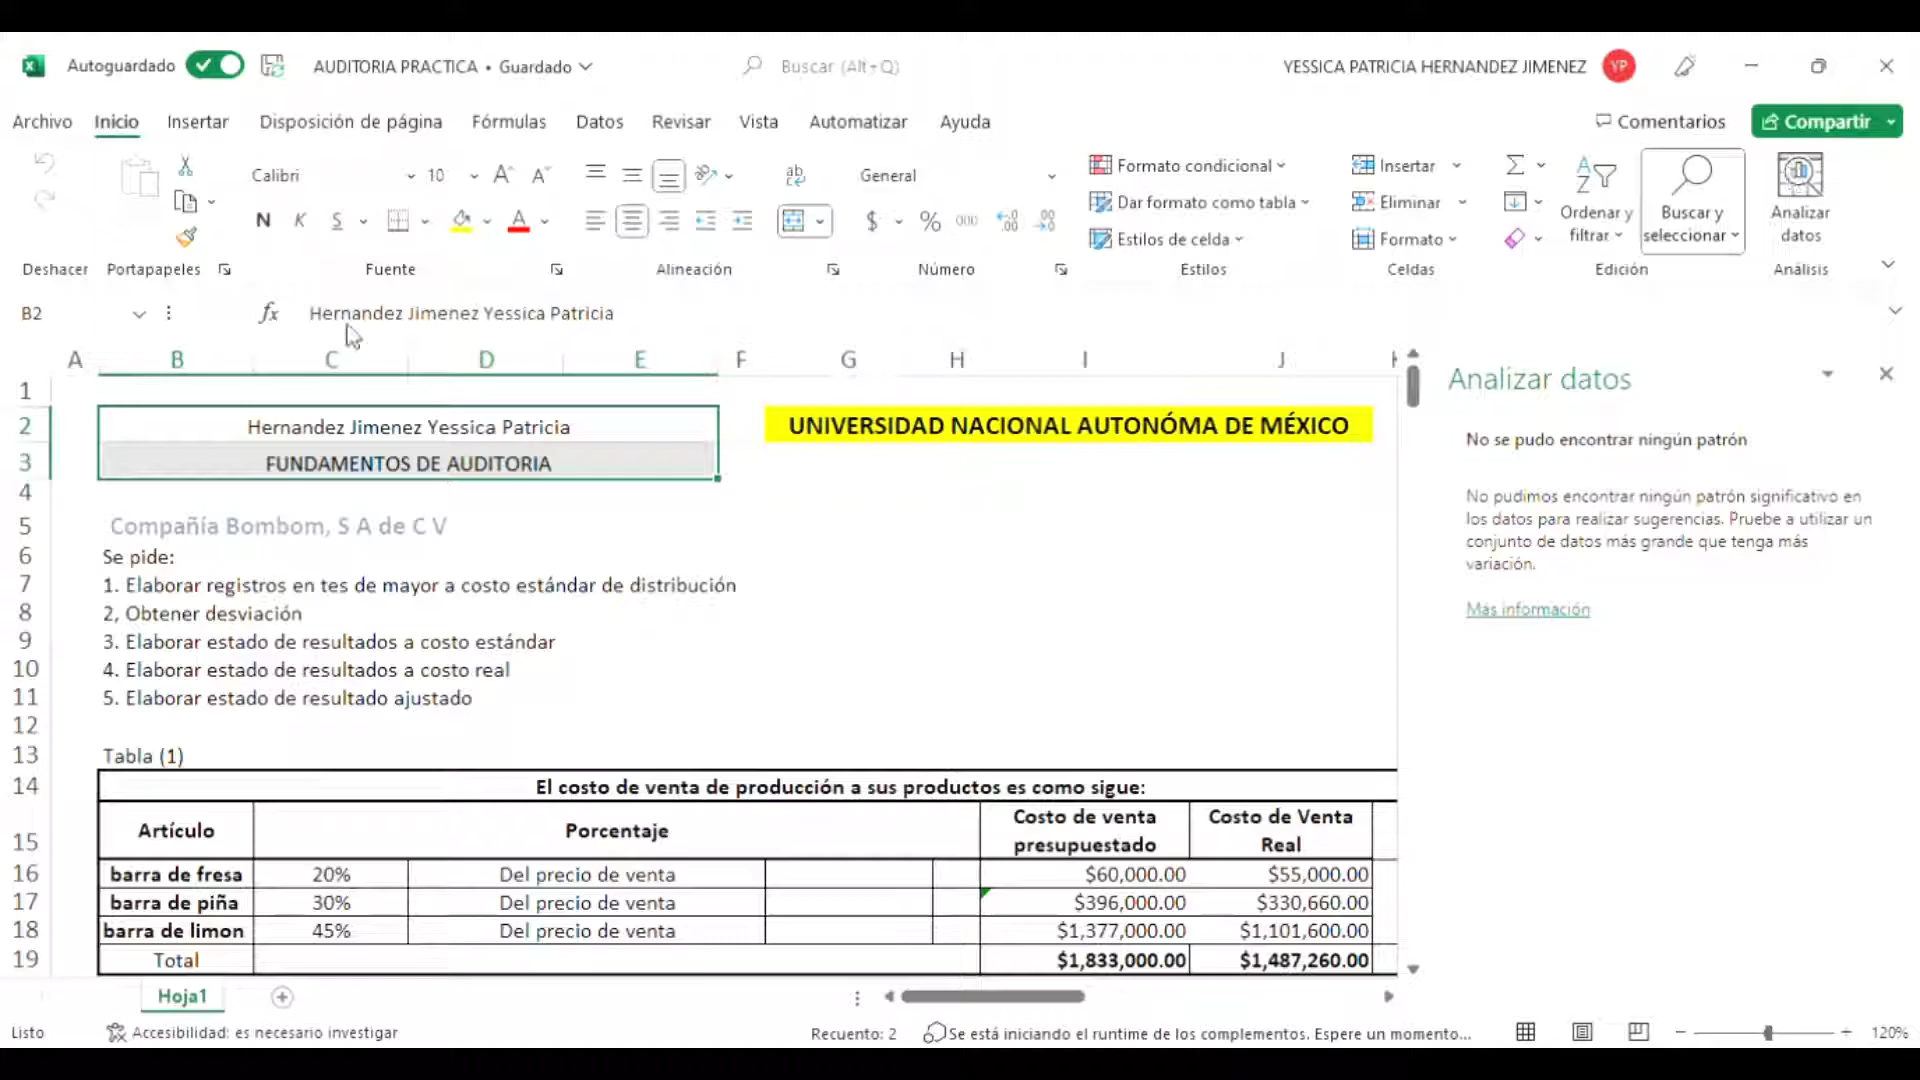 Autoguardado AUDITORIA PRACTICA • Guardado Buscar (Alt+Q) YESSICA PATRICIA HERNANDEZ JIMENEZ YP
Archivo Inicio Insertar Disposición de página Fórmulas Datos Revisar Vista Automatizar Ayuda Comentarios Compartir
Calibri 10 A A ab General Formato condicional Insertar Σ
N K S A $ % 000 Dar formato como tabla Eliminar Ordenar y filtrar Buscar y seleccionar Analizar datos
Estilos de celda Formato
Deshacer Portapapeles Fuente Alineación Número Estilos Celdas Edición Análisis
B2 fx Hernandez Jimenez Yessica Patricia
A B C D E F G H I J
Analizar datos
No se pudo encontrar ningún patrón
No pudimos encontrar ningún patrón significativo en
los datos para realizar sugerencias. Pruebe a utilizar un
conjunto de datos más grande que tenga más
variación.
Más información
1
2 Hernandez Jimenez Yessica Patricia UNIVERSIDAD NACIONAL AUTONÓMA DE MÉXICO
3 FUNDAMENTOS DE AUDITORIA
4
5 Compañía Bombom, S A de C V
6 Se pide:
7 1. Elaborar registros en tes de mayor a costo estándar de distribución
8 2, Obtener desviación
9 3. Elaborar estado de resultados a costo estándar
10 4. Elaborar estado de resultados a costo real
11 5. Elaborar estado de resultado ajustado
12
13 Tabla (1)
14 El costo de venta de producción a sus productos es como sigue:
15 Artículo Porcentaje Costo de venta presupuestado Costo de Venta Real
16 barra de fresa 20% Del precio de venta $60,000.00 $55,000.00
17 barra de piña 30% Del precio de venta $396,000.00 $330,660.00
18 barra de limon 45% Del precio de venta $1,377,000.00 $1,101,600.00
19 Total $1,833,000.00 $1,487,260.00
Hoja1
Listo Accesibilidad: es necesario investigar Recuento: 2 Se está iniciando el runtime de los complementos. Espere un momento... 120%